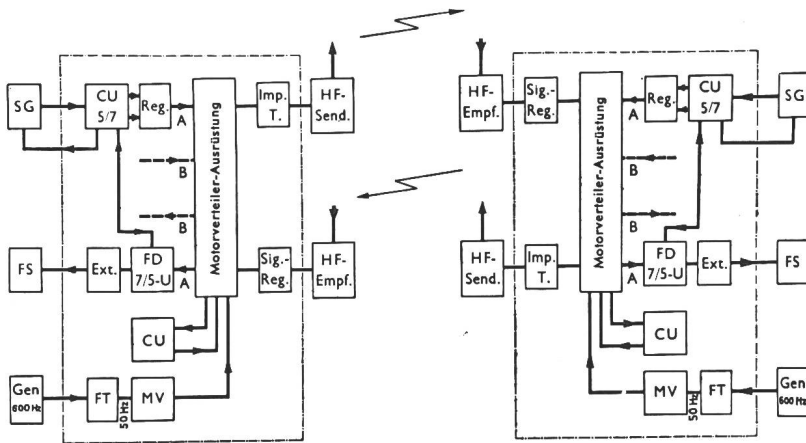 SG
CU
5/7
Reg.
A
Motorverteiler-Ausrüstung
Imp.
T.
HF-
Send.
B
B
FS
Ext.
FD
7/5-U
A
Sig.-
Reg.
HF-
Empf.
CU
Gen
600 Hz
FT
50 Hz
MV
HF-
Empf.
Sig.-
Reg.
Motorverteiler-Ausrüstung
A
Reg.
CU
5/7
SG
B
B
HF-
Send.
Imp.
T.
A
FD
7/5-U
Ext.
FS
CU
MV
50 Hz
FT
Gen
600 Hz